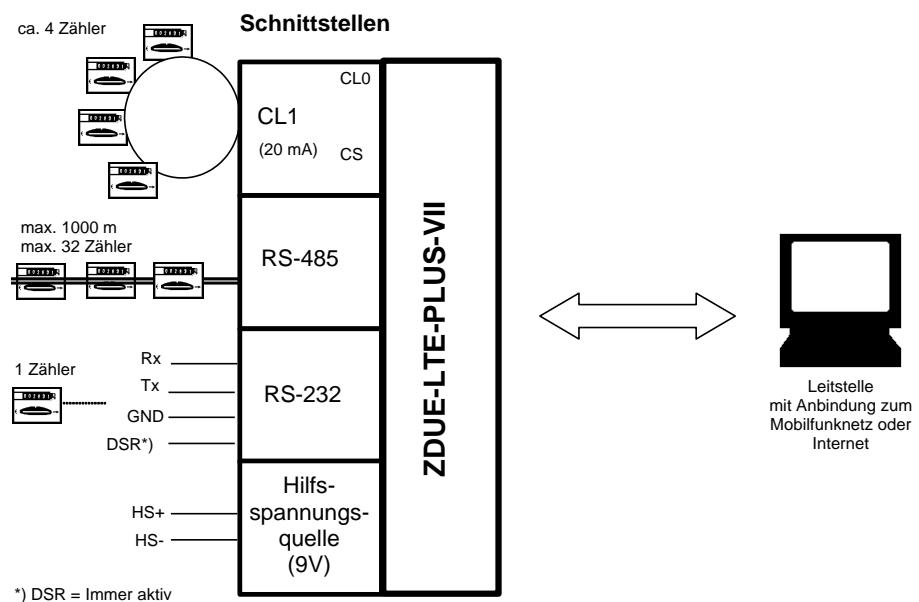 Schnittstellen
ca. 4 Zähler
CL0
CL1
(20 mA)
CS
max. 1000 m
max. 32 Zähler
RS-485
1 Zähler
Rx
Tx
GND
DSR*)
RS-232
HS+
HS-
Hilfs-
spannungs-
quelle
(9V)
*) DSR = Immer aktiv
ZDUE-LTE-PLUS-VII
Leitstelle
mit Anbindung zum
Mobilfunknetz oder
Internet